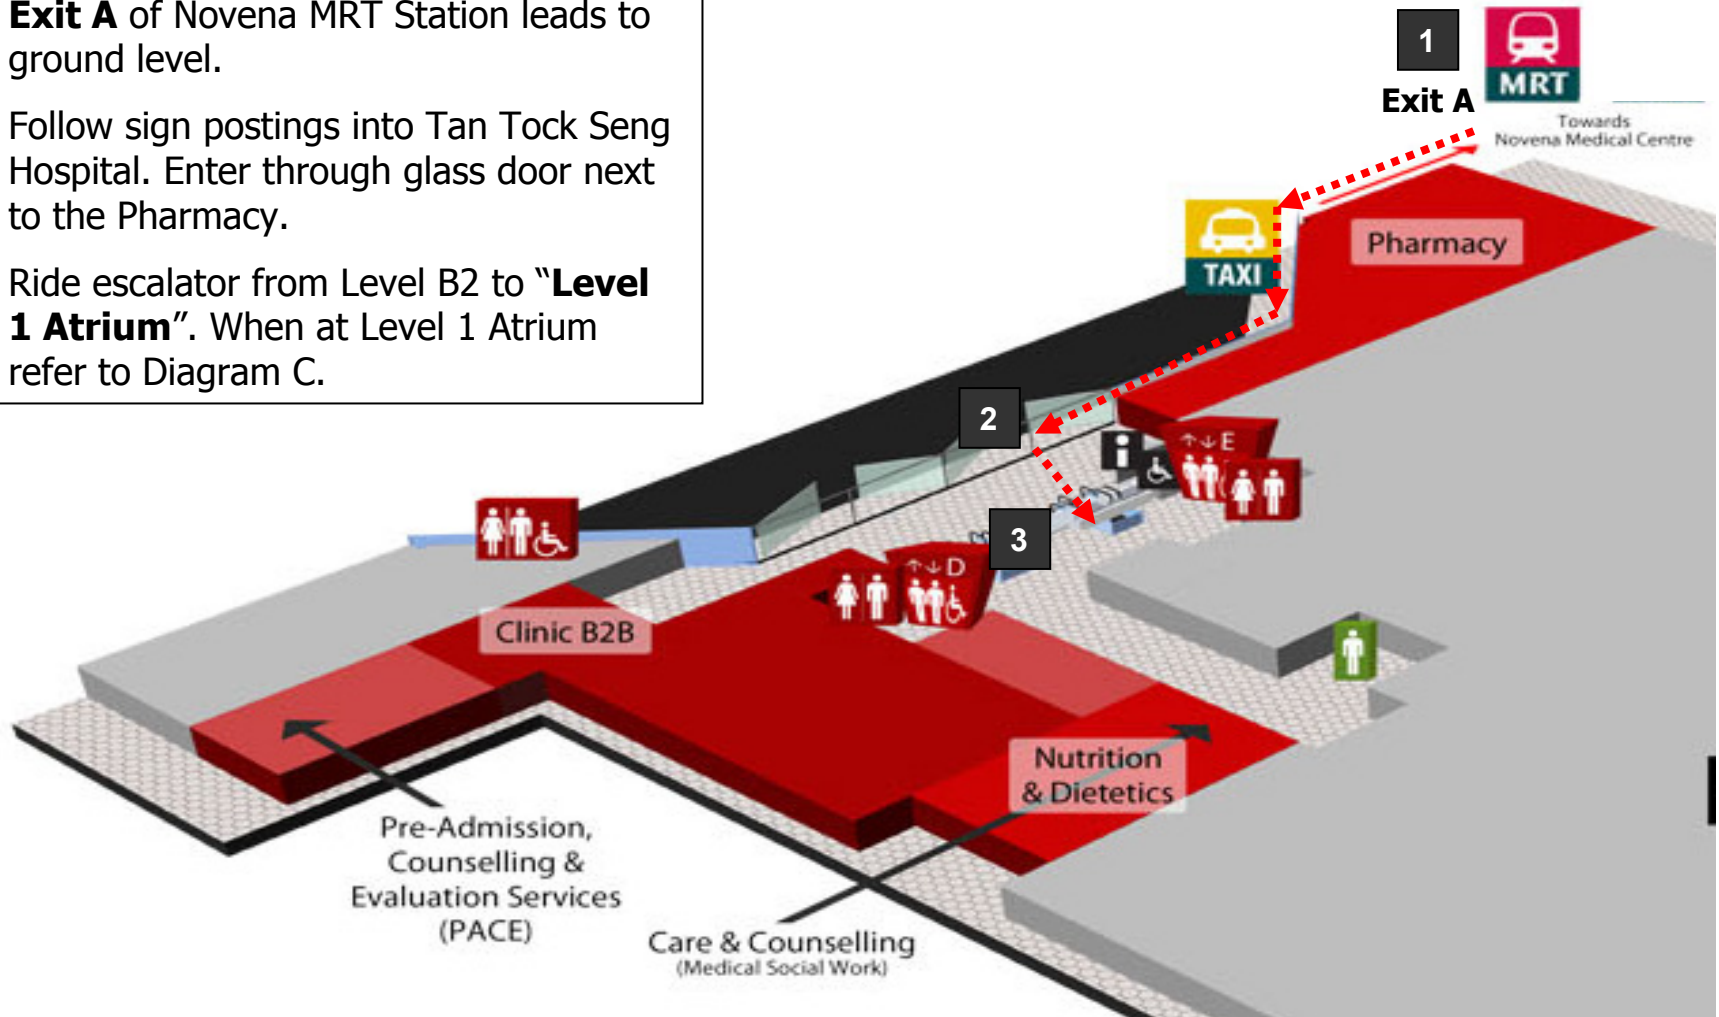 Exit A of Novena MRT Station leads to
ground level.
Follow sign postings into Tan Tock Seng
Hospital. Enter through glass door next
to the Pharmacy.
Ride escalator from Level B2 to “Level
1 Atrium”. When at Level 1 Atrium
refer to Diagram C.
1
MRT
Exit A
Towards
Novena Medical Centre
Pharmacy
TAXI
2
E
3
D
Clinic B2B
Nutrition
& Dietetics
Pre-Admission,
Counselling &
Evaluation Services
(PACE)
Care & Counselling
(Medical Social Work)